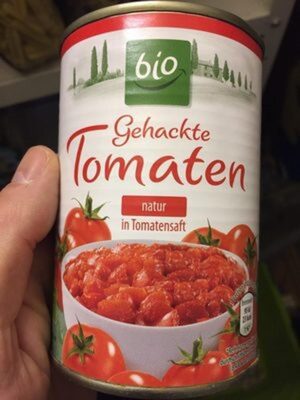 bio
Gehackte
Tomaten
natur
in Tomatensaft